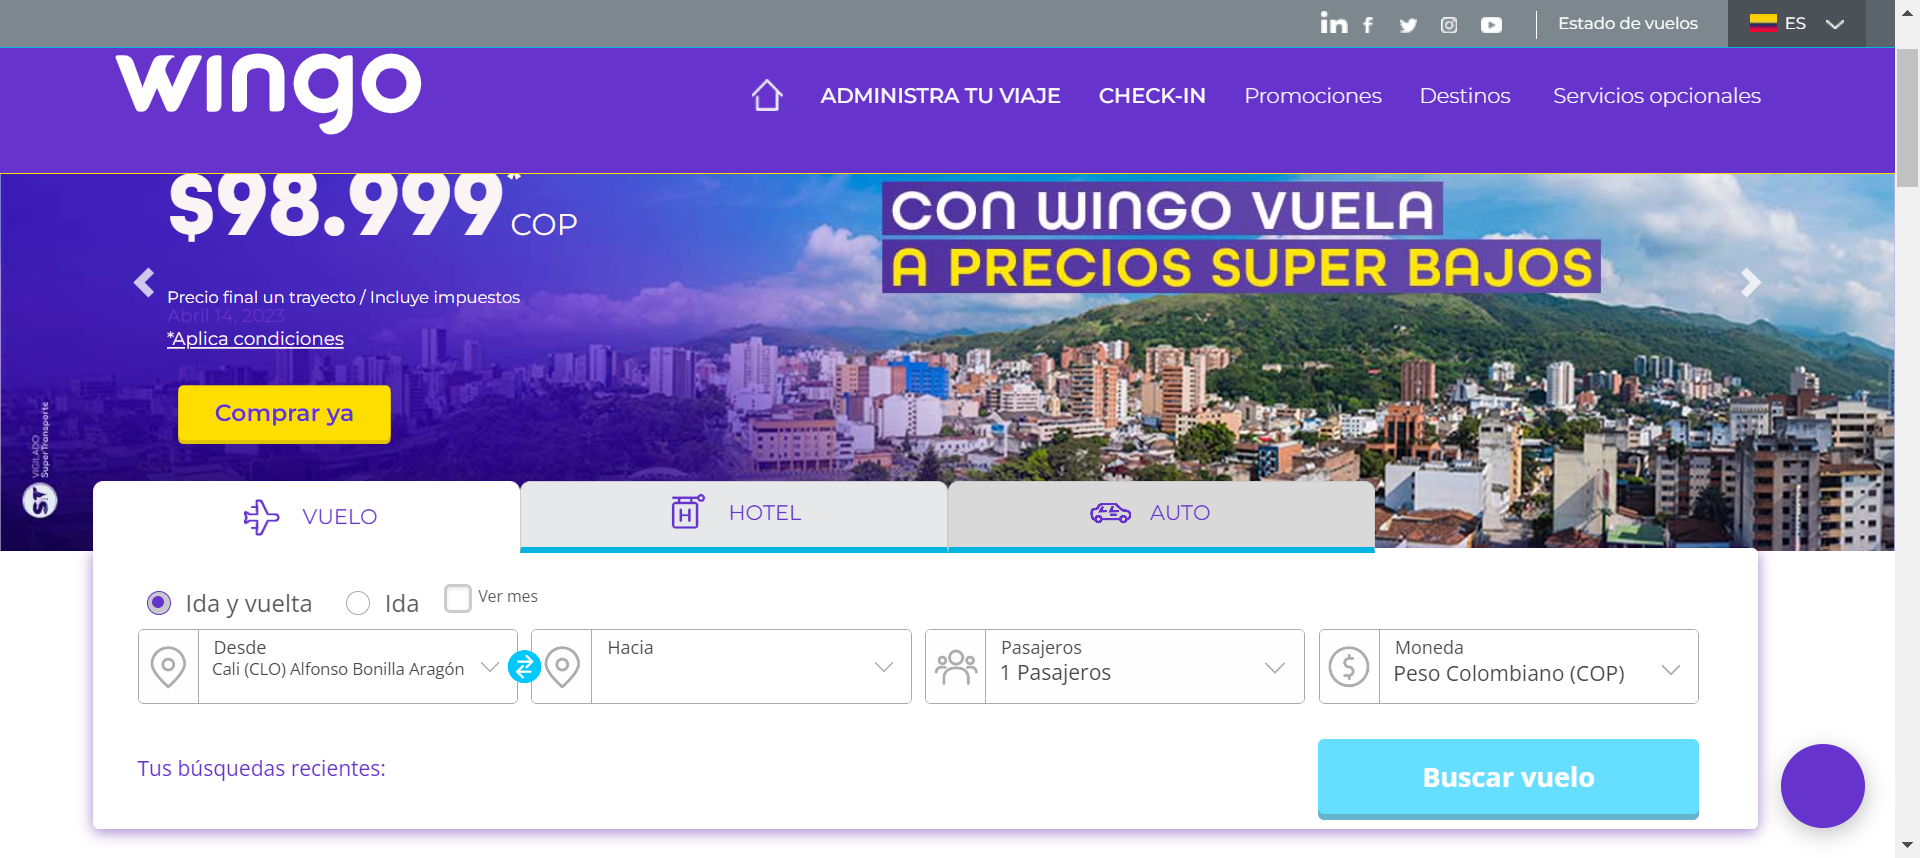 Estado de vuelos
ES
wingo
ADMINISTRA TU VIAJE
CHECK-IN
Promociones
Destinos
Servicios opcionales
$98.999*
COP
CON WINGO VUELA
A PRECIOS SUPER BAJOS
Precio final un trayecto / Incluye impuestos
Abril 14, 2023
*Aplica condiciones
Comprar ya
VIGILADO
SuperTransporte
ST
VUELO
HOTEL
AUTO
Ida y vuelta
Ida
Ver mes
Desde
Cali (CLO) Alfonso Bonilla Aragón
Hacia
Pasajeros
1 Pasajeros
Moneda
Peso Colombiano (COP)
Tus búsquedas recientes:
Buscar vuelo